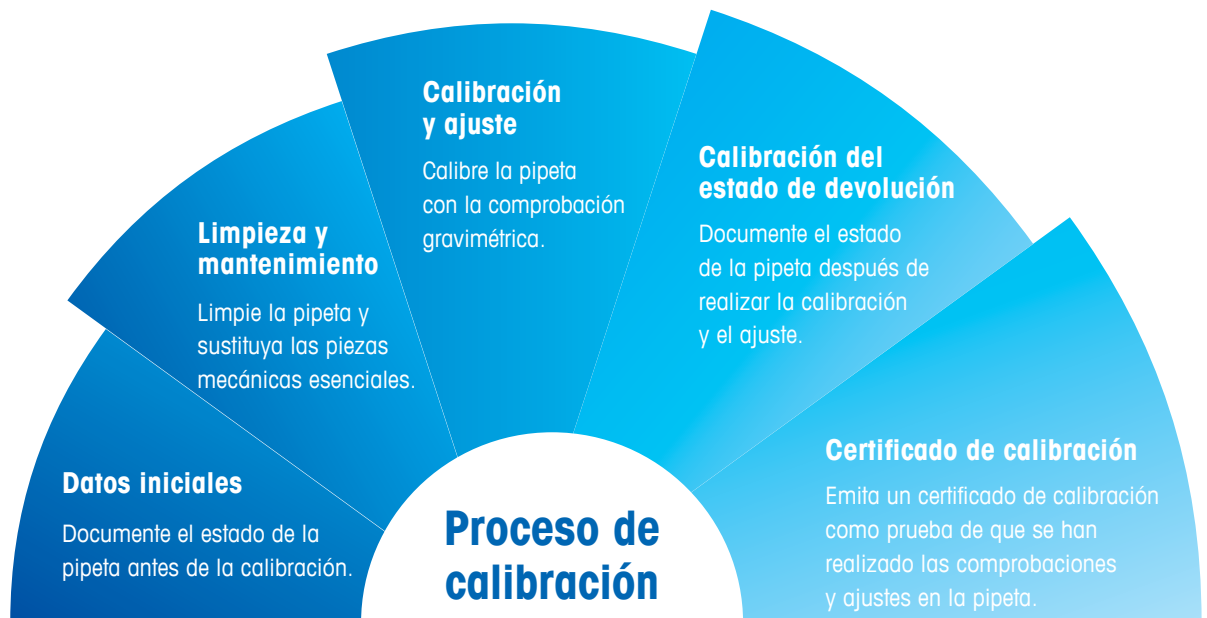 Datos iniciales
Documente el estado de la
pipeta antes de la calibración.
Limpieza y
mantenimiento
Limpie la pipeta y
sustituya las piezas
mecánicas esenciales.
Calibración
y ajuste
Calibre la pipeta
con la comprobación
gravimétrica.
Calibración del
estado de devolución
Documente el estado
de la pipeta después de
realizar la calibración
y el ajuste.
Certificado de calibración
Emita un certificado de calibración
como prueba de que se han
realizado las comprobaciones
y ajustes en la pipeta.
Proceso de
calibración